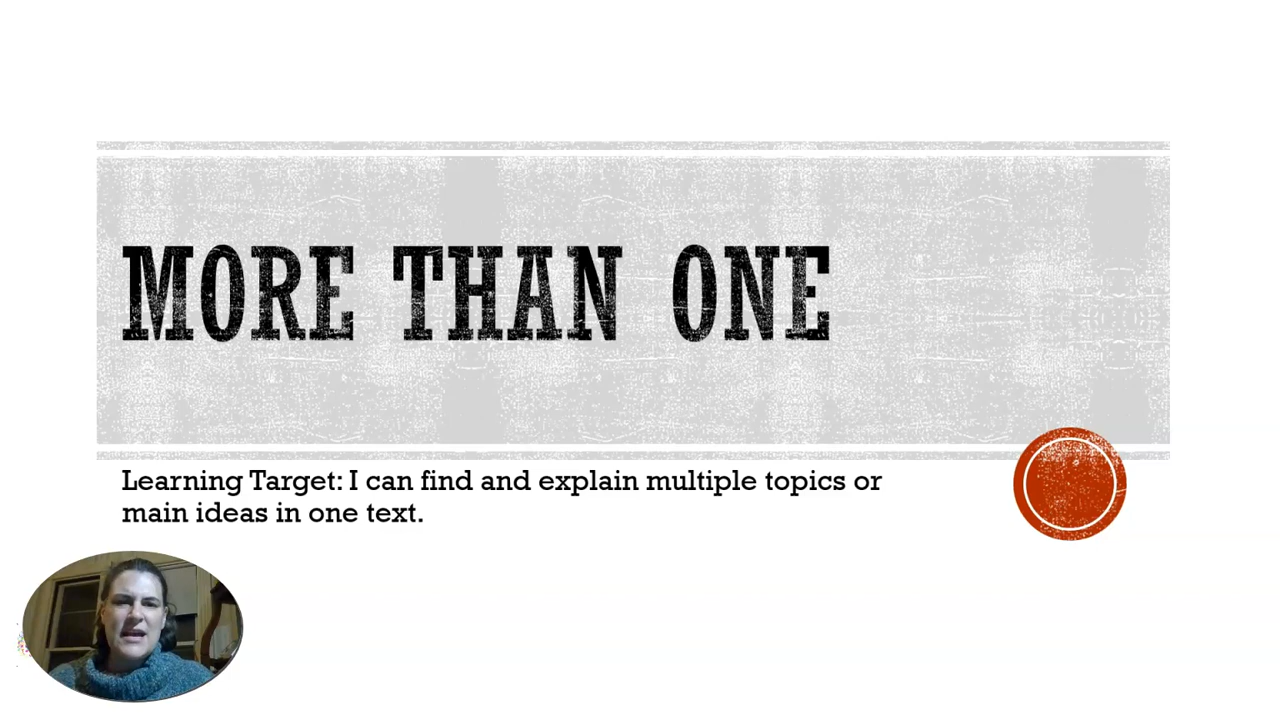 MORE THAN ONE
Learning Target: I can find and explain multiple topics or
main ideas in one text.